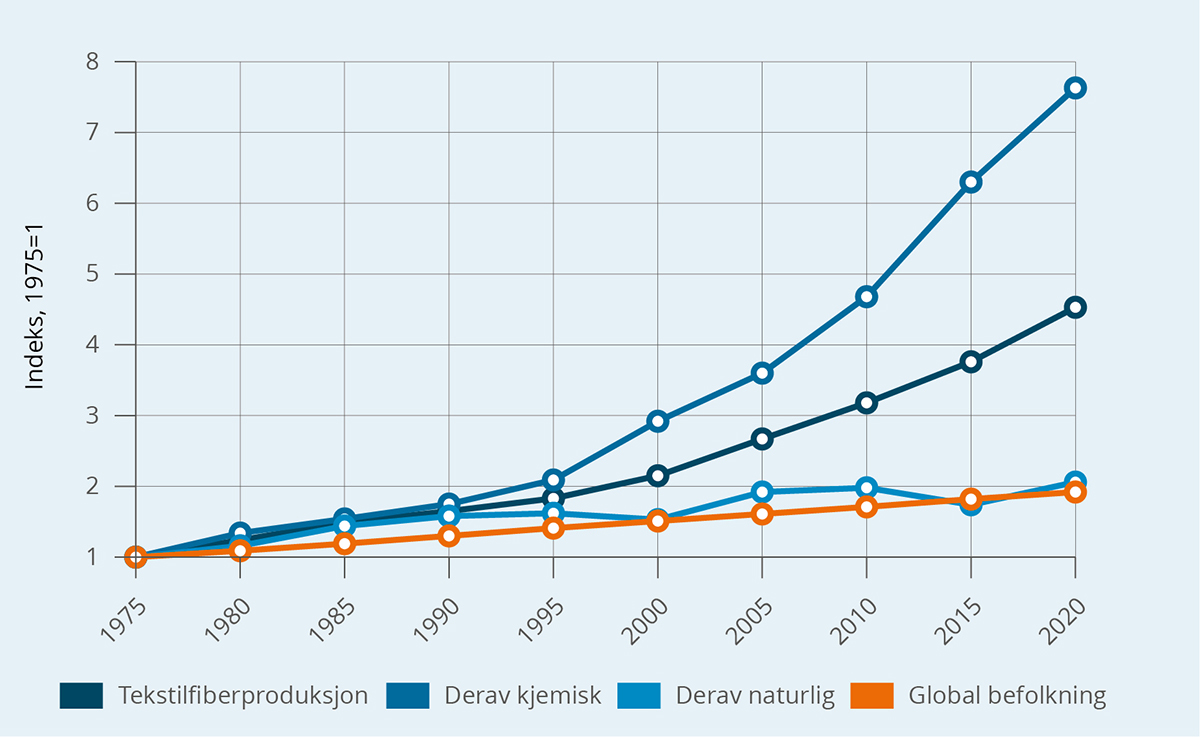 8
7
6
5
4
3
2
1
Indeks, 1975=1
1975 1980 1985 1990 1995 2000 2005 2010 2015 2020
Tekstilfiberproduksjon Derav kjemisk Derav naturlig Global befolkning